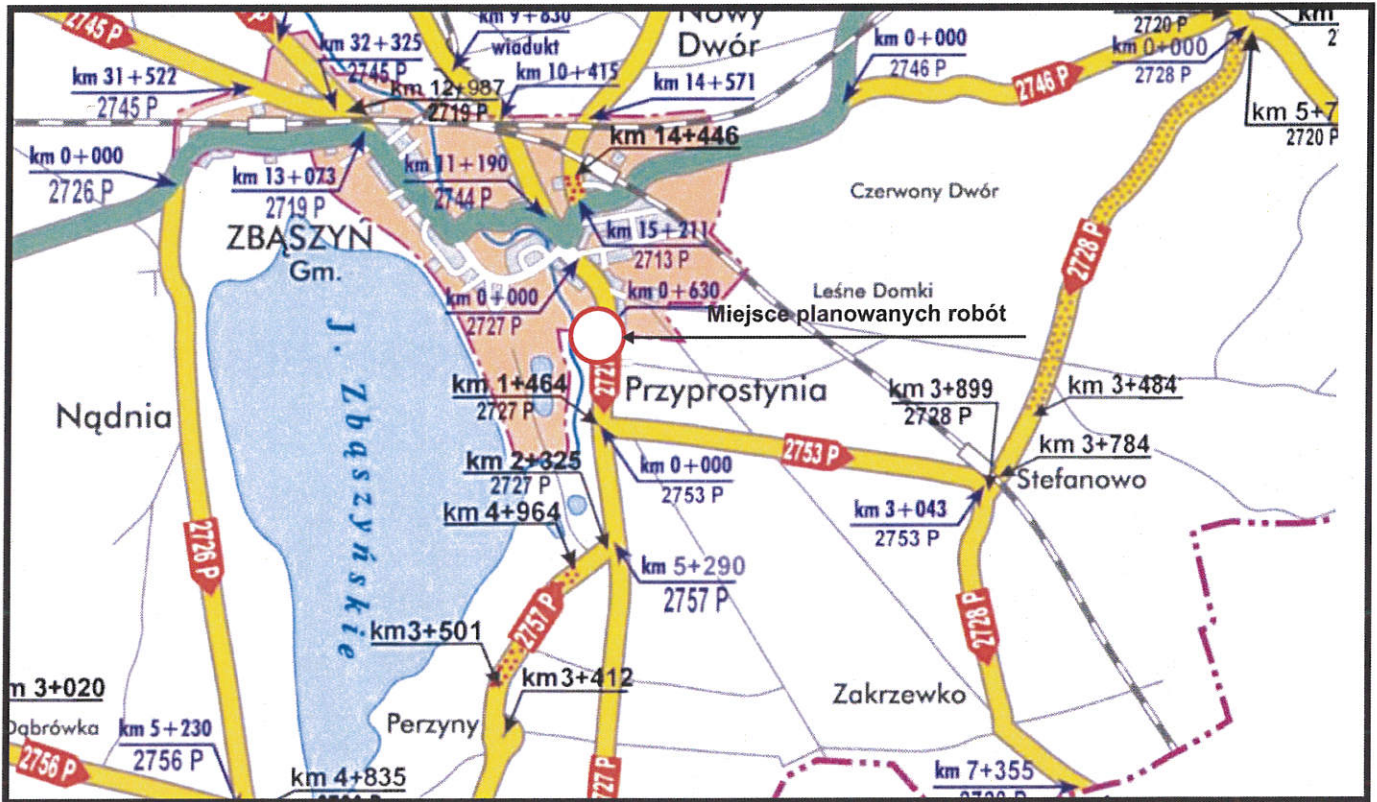 2745 P
km 9+830
wiadukt
Nowy
Dwór
km 32+325
2745 P
km 31+522
2745 P
km 12+987
2719 P
km 10+415
km 14+571
km 14+446
km 0+000
2746 P
2746 P
2720 P
km 0+000
2728 P
km 5+7
2720 P
km 0+000
2726 P
km 13+073
2719 P
km 11+190
2744 P
Czerwony Dwór
ZBĄSZYŃ
Gm.
km 15+211
2713 P
2728 P
km 0+000
2727 P
km 0+630
Leśne Domki
Miejsce planowanych robót
J. Zbąszyńskie
Nądnia
km 1+464
2727 P
Przyprostynia
km 3+899
2728 P
km 3+484
2753 P
km 3+784
km 2+325
2727 P
km 0+000
2753 P
Stefanowo
km 4+964
km 3+043
2753 P
2726 P
km 5+290
2757 P
2757 P
2728 P
km3+501
km3+412
m 3+020
Zakrzewko
Dąbrówka
km 5+230
2756 P
Perzyny
2756 P
km 4+835
727 P
km 7+355